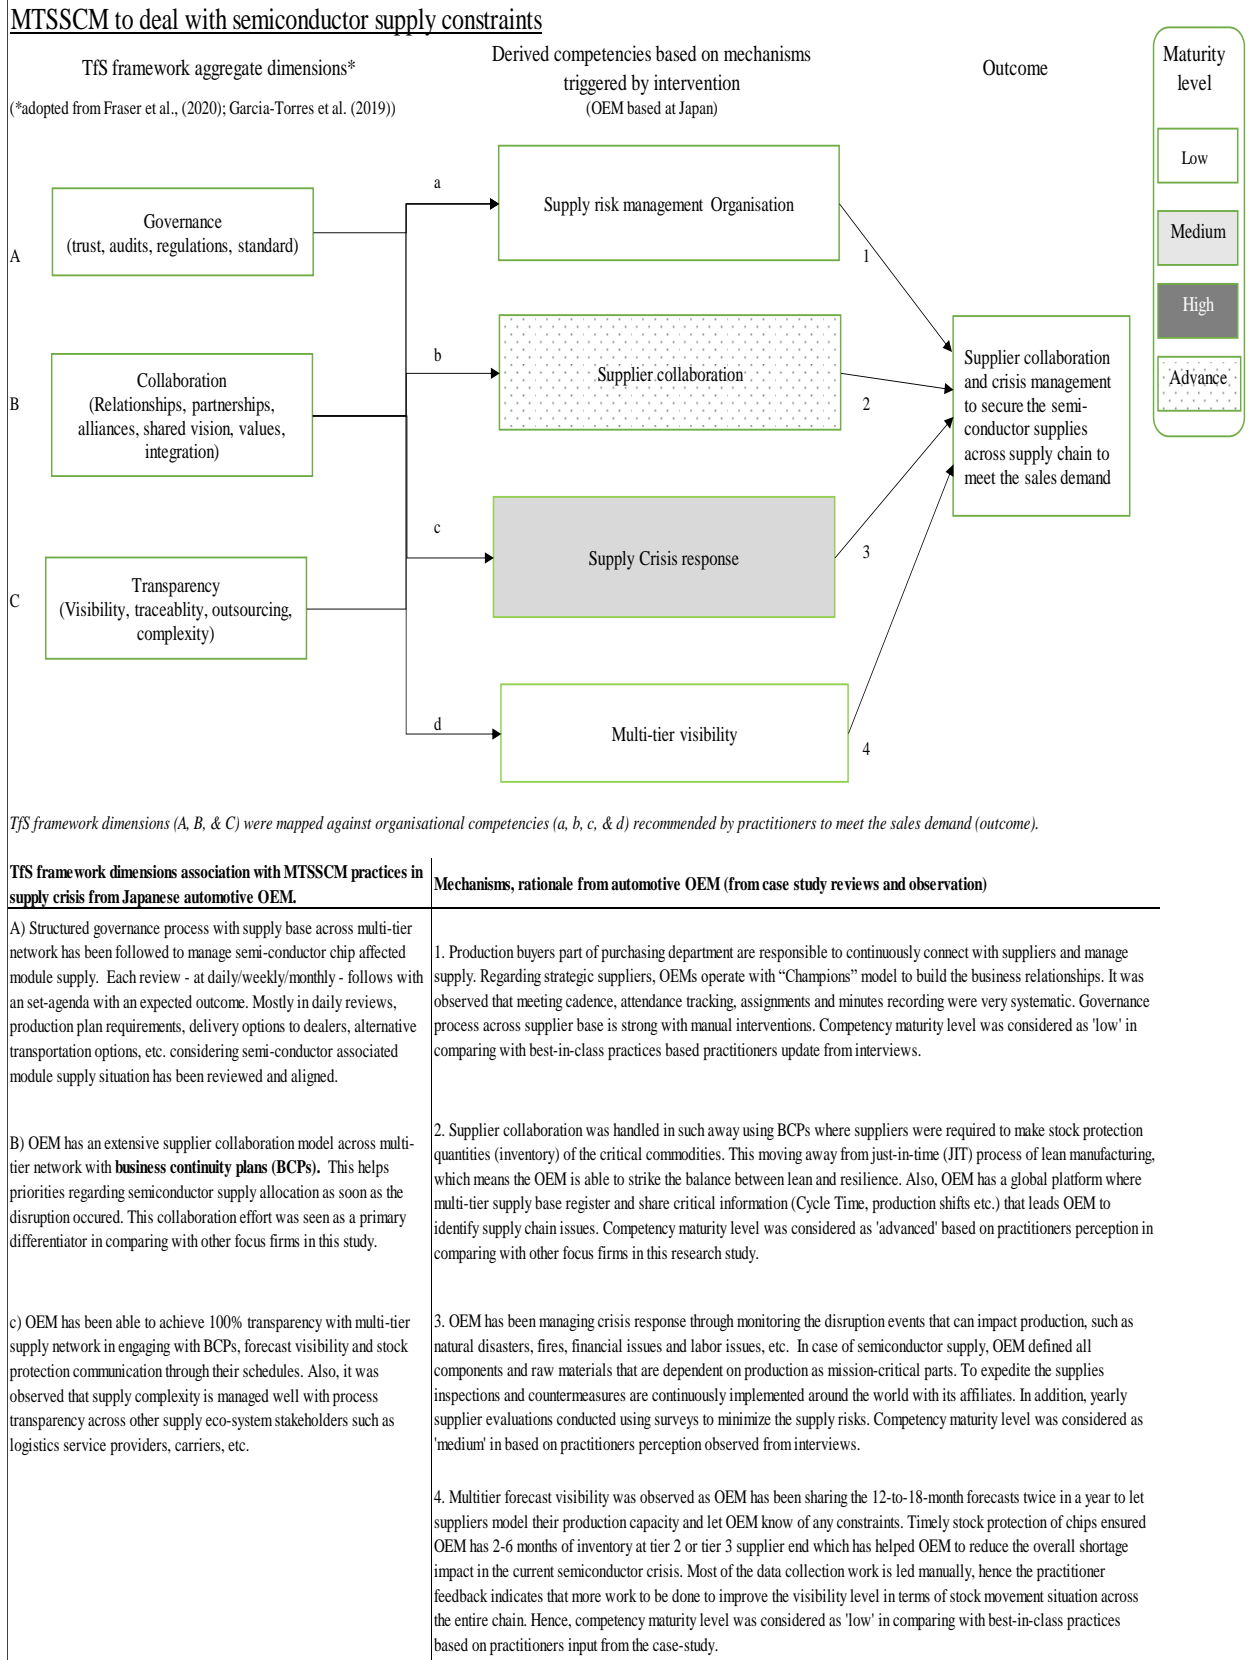 MTSSCM to deal with semiconductor supply constraints
TfS framework aggregate dimensions*
(*adopted from Fraser et al., (2020); Garcia-Torres et al. (2019))
Derived competencies based on mechanisms
triggered by intervention
(OEM based at Japan)
Outcome
Maturity
level
Low
Medium
High
Advance
A
Governance
(trust, audits, regulations, standard)
B
Collaboration
(Relationships, partnerships,
alliances, shared vision, values,
integration)
C
Transparency
(Visibility, traceablity, outsourcing,
complexity)
a
Supply risk management Organisation
1
b
Supplier collaboration
2
c
Supply Crisis response
3
d
Multi-tier visibility
4
Supplier collaboration
and crisis management
to secure the semi-
conductor supplies
across supply chain to
meet the sales demand
TfS framework dimensions (A, B, & C) were mapped against organisational competencies (a, b, c, & d) recommended by practitioners to meet the sales demand (outcome).
TfS framework dimensions association with MTSSCM practices in
supply crisis from Japanese automotive OEM.
Mechanisms, rationale from automotive OEM (from case study reviews and observation)
A) Structured governance process with supply base across multi-tier
network has been followed to manage semi-conductor chip affected
module supply. Each review - at daily/weekly/monthly - follows with
an set-agenda with an expected outcome. Mostly in daily reviews,
production plan requirements, delivery options to dealers, alternative
transportation options, etc. considering semi-conductor associated
module supply situation has been reviewed and aligned.
1. Production buyers part of purchasing department are responsible to continuously connect with suppliers and manage
supply. Regarding strategic suppliers, OEMs operate with “Champions” model to build the business relationships. It was
observed that meeting cadence, attendance tracking, assignments and minutes recording were very systematic. Governance
process across supplier base is strong with manual interventions. Competency maturity level was considered as 'low' in
comparing with best-in-class practices based practitioners update from interviews.
B) OEM has an extensive supplier collaboration model across multi-
tier network with business continuity plans (BCPs). This helps
priorities regarding semiconductor supply allocation as soon as the
disruption occured. This collaboration effort was seen as a primary
differentiator in comparing with other focus firms in this study.
2. Supplier collaboration was handled in such away using BCPs where suppliers were required to make stock protection
quantities (inventory) of the critical commodities. This moving away from just-in-time (JIT) process of lean manufacturing,
which means the OEM is able to strike the balance between lean and resilience. Also, OEM has a global platform where
multi-tier supply base register and share critical information (Cycle Time, production shifts etc.) that leads OEM to
identify supply chain issues. Competency maturity level was considered as 'advanced' based on practitioners perception in
comparing with other focus firms in this research study.
c) OEM has been able to achieve 100% transparency with multi-tier
supply network in engaging with BCPs, forecast visibility and stock
protection communication through their schedules. Also, it was
observed that supply complexity is managed well with process
transparency across other supply eco-system stakeholders such as
logistics service providers, carriers, etc.
3. OEM has been managing crisis response through monitoring the disruption events that can impact production, such as
natural disasters, fires, financial issues and labor issues, etc. In case of semiconductor supply, OEM defined all
components and raw materials that are dependent on production as mission-critical parts. To expedite the supplies
inspections and countermeasures are continuously implemented around the world with its affiliates. In addition, yearly
supplier evaluations conducted using surveys to minimize the supply risks. Competency maturity level was considered as
'medium' in based on practitioners perception observed from interviews.
4. Multitier forecast visibility was observed as OEM has been sharing the 12-to-18-month forecasts twice in a year to let
suppliers model their production capacity and let OEM know of any constraints. Timely stock protection of chips ensured
OEM has 2-6 months of inventory at tier 2 or tier 3 supplier end which has helped OEM to reduce the overall shortage
impact in the current semiconductor crisis. Most of the data collection work is led manually, hence the practitioner
feedback indicates that more work to be done to improve the visibility level in terms of stock movement situation across
the entire chain. Hence, competency maturity level was considered as 'low' in comparing with best-in-class practices
based on practitioners input from the case-study.